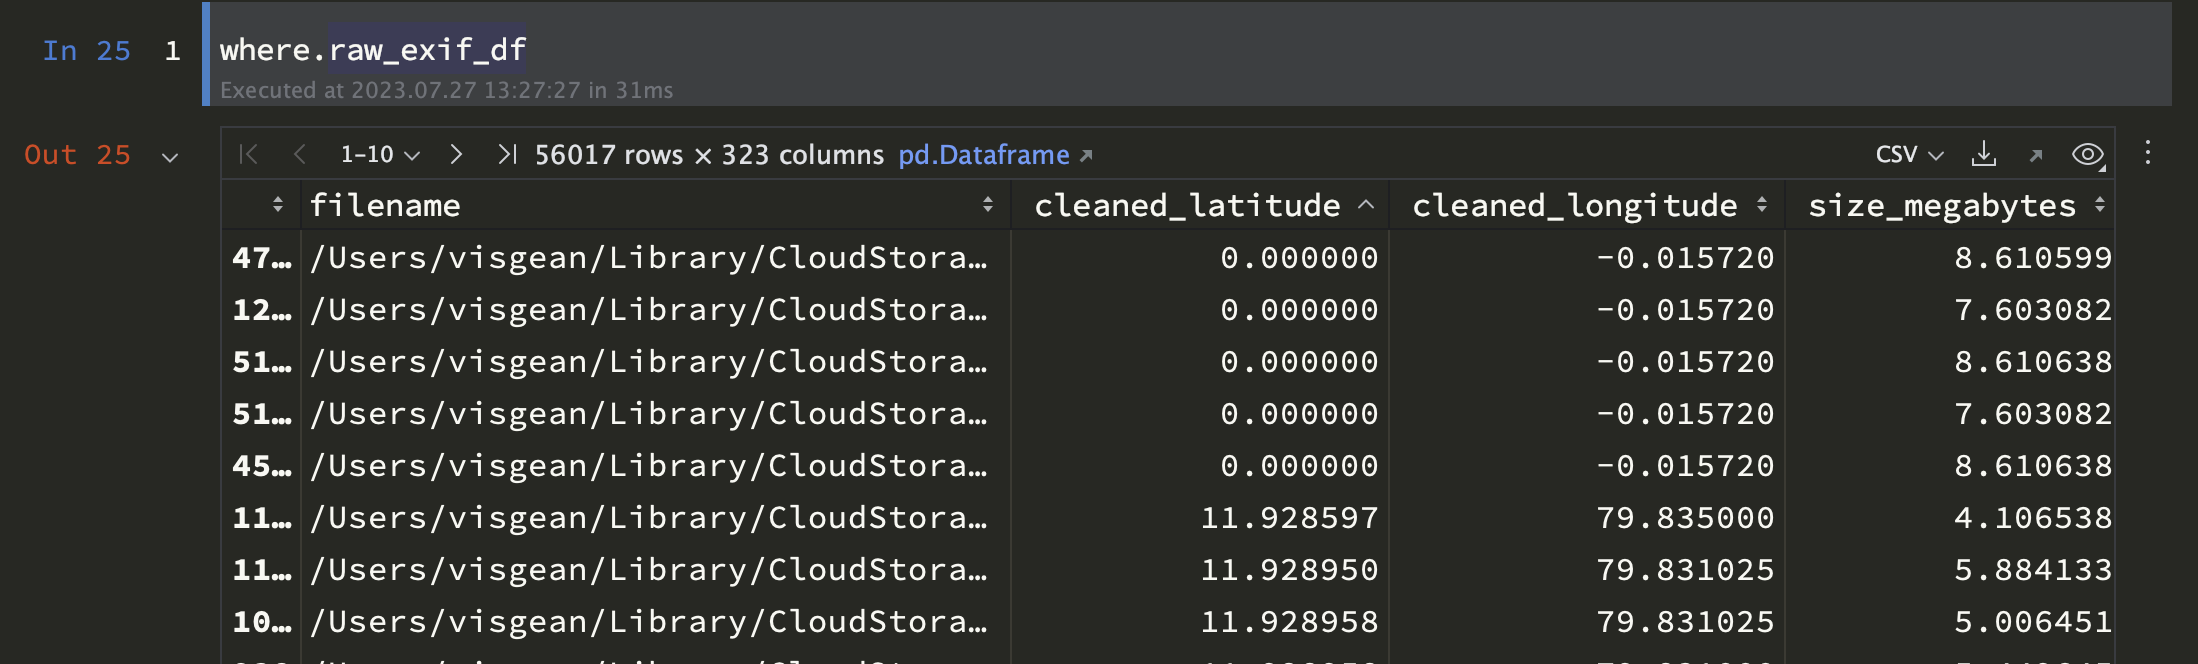 In 25 1 where.raw_exif_df
Executed at 2023.07.27 13:27:27 in 31ms
Out 25 1-10 56017 rows × 323 columns pd.Dataframe CSV
filename cleaned_latitude cleaned_longitude size_megabytes
47… /Users/visgean/Library/CloudStora… 0.000000 -0.015720 8.610599
12… /Users/visgean/Library/CloudStora… 0.000000 -0.015720 7.603082
51… /Users/visgean/Library/CloudStora… 0.000000 -0.015720 8.610638
51… /Users/visgean/Library/CloudStora… 0.000000 -0.015720 7.603082
45… /Users/visgean/Library/CloudStora… 0.000000 -0.015720 8.610638
11… /Users/visgean/Library/CloudStora… 11.928597 79.835000 4.106538
11… /Users/visgean/Library/CloudStora… 11.928950 79.831025 5.884133
10… /Users/visgean/Library/CloudStora… 11.928958 79.831025 5.006451